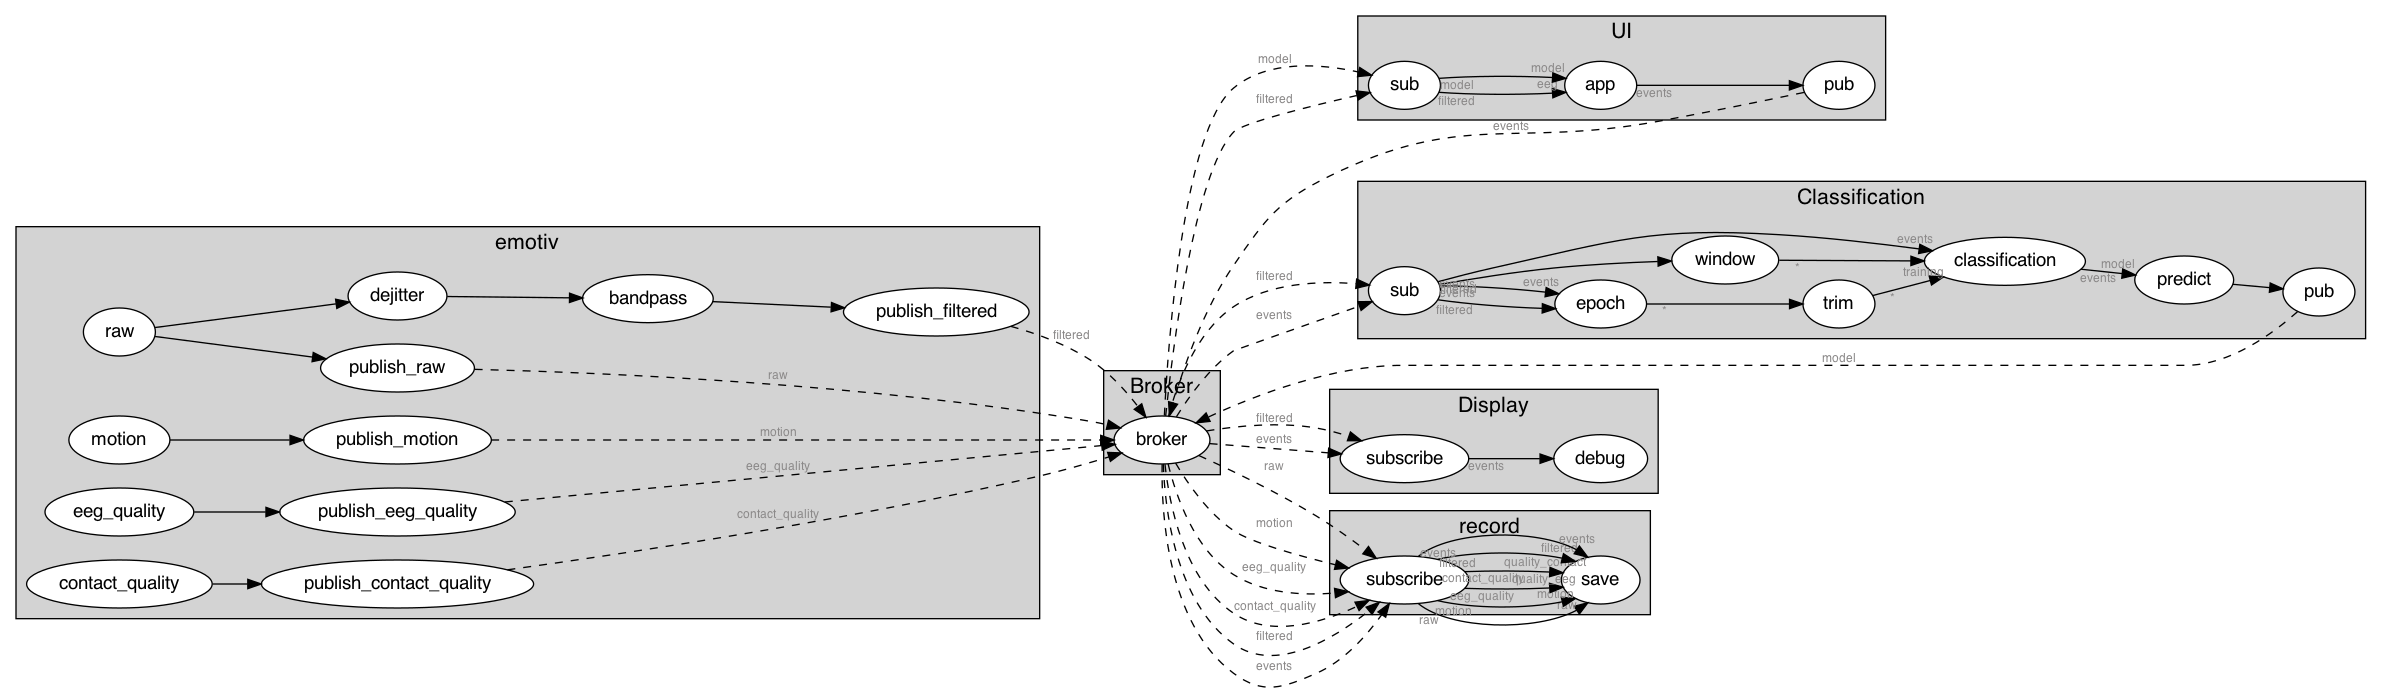 UI
model
filtered
sub
model
filtered
model
eeg
app
events
pub
events
Classification
filtered
events
sub
events
filtered
events
filtered
events
window
*
epoch
*
trim
*
events
training
classification
model
events
predict
pub
model
emotiv
raw
dejitter
bandpass
publish_filtered
filtered
publish_raw
raw
motion
publish_motion
motion
eeg_quality
publish_eeg_quality
eeg_quality
contact_quality
publish_contact_quality
contact_quality
Broker
broker
Display
filtered
events
subscribe
events
debug
record
raw
motion
eeg_quality
contact_quality
filtered
events
subscribe
events
filtered
contact_quality
eeg_quality
motion
raw
events
filtered
quality_contact
quality_eeg
motion
raw
save